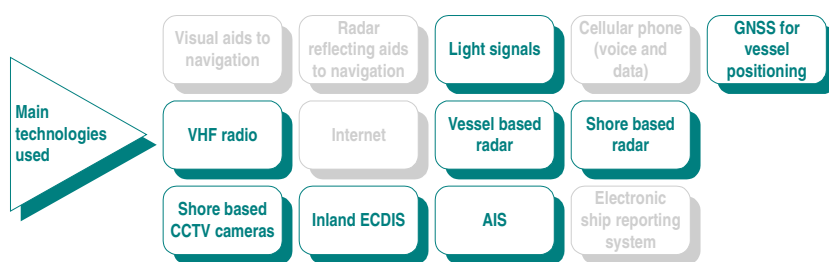 Main
technologies
used
Visual aids to
navigation
Radar
reflecting aids
to navigation
Light signals
Cellular phone
(voice and
data)
GNSS for
vessel
positioning
VHF radio
Internet
Vessel based
radar
Shore based
radar
Shore based
CCTV cameras
Inland ECDIS
AIS
Electronic
ship reporting
system